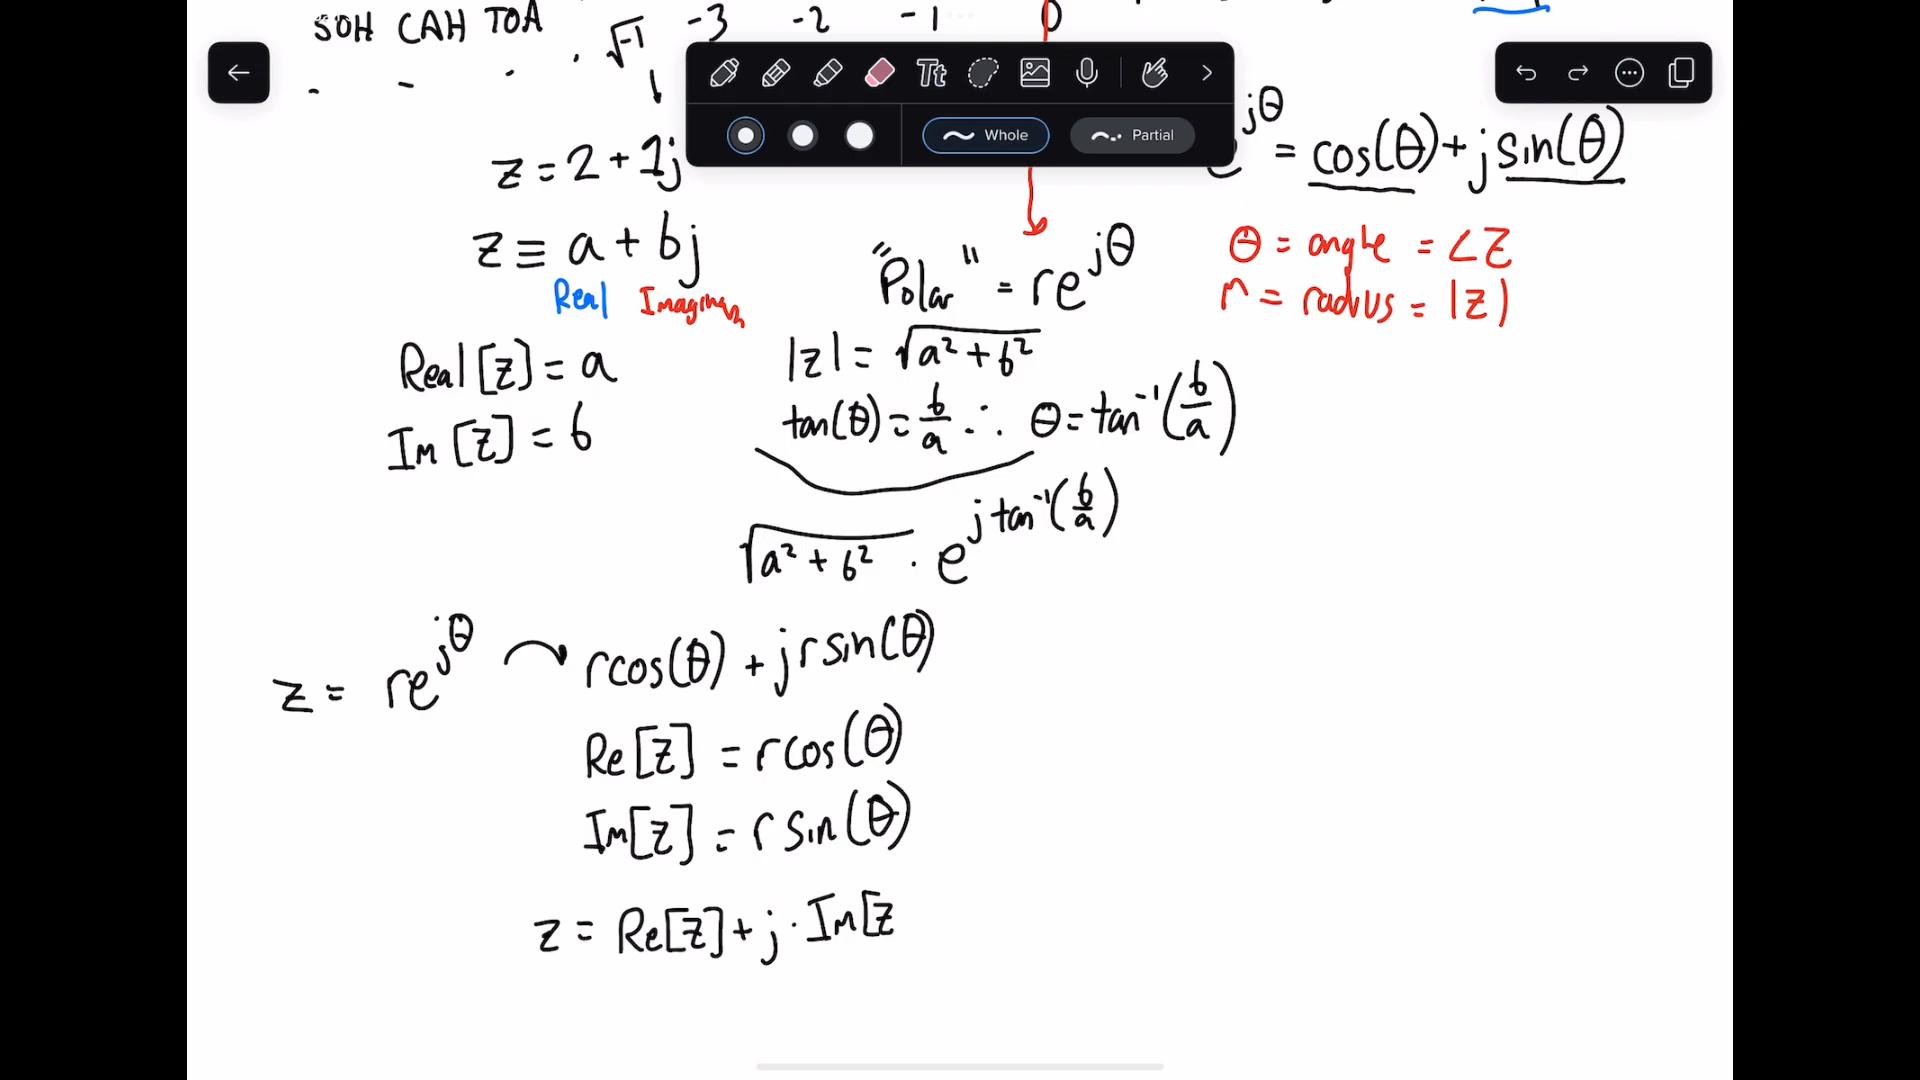 SOH CAH TOA
√-1 -3 -2 -1 0
Tt
Whole Partial
z = 2 + 1j
e^jθ = cos(θ) + j sin(θ)
z ≡ a + bj
Real Imaginary
"Polar" = re^jθ
θ = angle = ∠z
r = radius = |z|
Real[z] = a
Im[z] = b
|z| = √a² + b²
tan(θ) = b/a ∴ θ = tan⁻¹(b/a)
√a² + b² · e^j tan⁻¹(b/a)
z = re^jθ
rcos(θ) + jrsin(θ)
Re[z] = rcos(θ)
Im[z] = r sin(θ)
z = Re[z] + j · Im[z